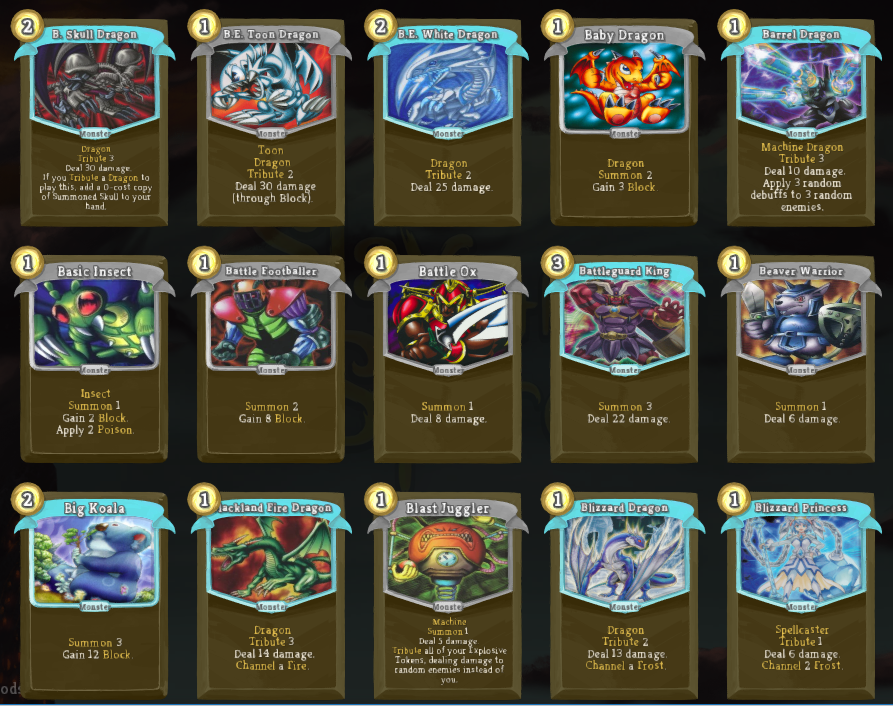 2
B. Skull Dragon
Monster
Dragon
Tribute 3
Deal 30 damage.
If you Tribute a Dragon to
play this, add a 0-cost copy
of Summoned Skull to your
hand.
1
B.E. Toon Dragon
Monster
Toon
Dragon
Tribute 2
Deal 30 damage
(through Block).
2
B.E. White Dragon
Monster
Dragon
Tribute 2
Deal 25 damage.
1
Baby Dragon
Monster
Dragon
Summon 2
Gain 3 Block.
1
Barrel Dragon
Monster
Machine Dragon
Tribute 3
Deal 10 damage.
Apply 3 random
debuffs to 3 random
enemies.
1
Basic Insect
Monster
Insect
Summon 1
Gain 2 Block.
Apply 2 Poison.
1
Battle Footballer
Monster
Summon 2
Gain 8 Block.
1
Battle Ox
Monster
Summon 1
Deal 8 damage.
3
Battleguard King
Monster
Summon 3
Deal 22 damage.
1
Beaver Warrior
Monster
Summon 1
Deal 6 damage.
2
Big Koala
Monster
Summon 3
Gain 12 Block.
1
lackland Fire Dragon
Monster
Dragon
Tribute 3
Deal 14 damage.
Channel a Fire.
1
Blast Juggler
Monster
Machine
Summon 1
Deal 5 damage.
Tribute all of your Explosive
Tokens, dealing damage to
random enemies instead of
you.
1
Blizzard Dragon
Monster
Dragon
Tribute 2
Deal 13 damage.
Channel a Frost.
1
Blizzard Princess
Monster
Spellcaster
Tribute 1
Deal 6 damage.
Channel 2 Frost.
ods